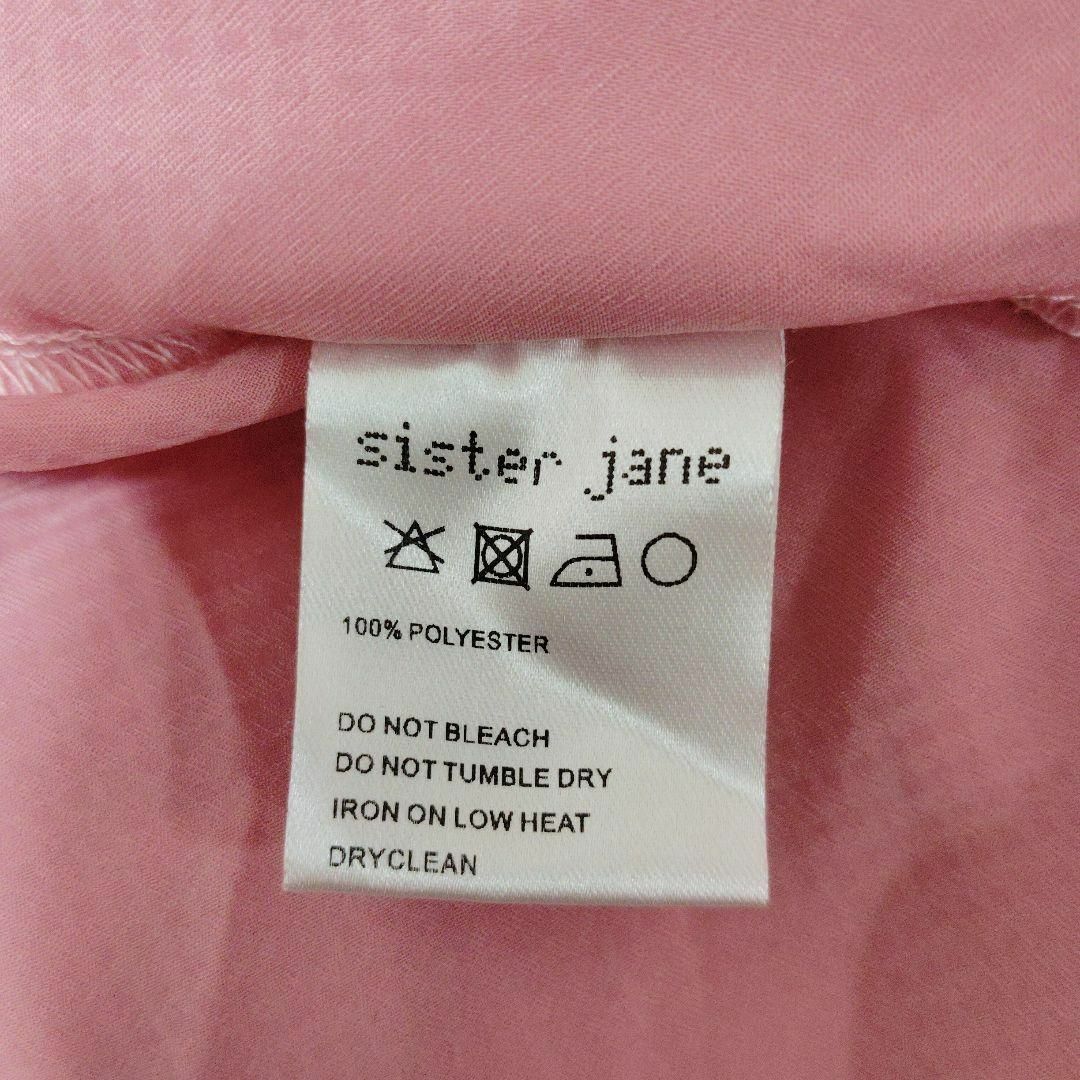 sister jane
100% POLYESTER
DO NOT BLEACH
DO NOT TUMBLE DRY
IRON ON LOW HEAT
DRYCLEAN